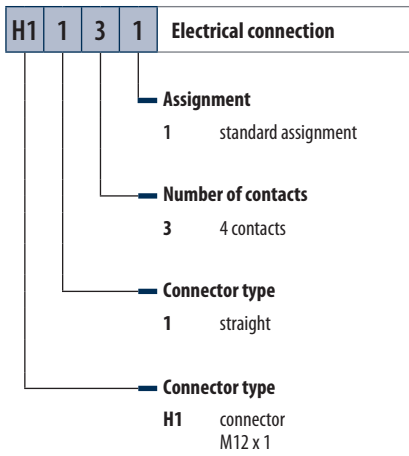 H1 1 3 1 Electrical connection
Assignment
1 standard assignment
Number of contacts
3 4 contacts
Connector type
1 straight
Connector type
H1 connector
M12 x 1